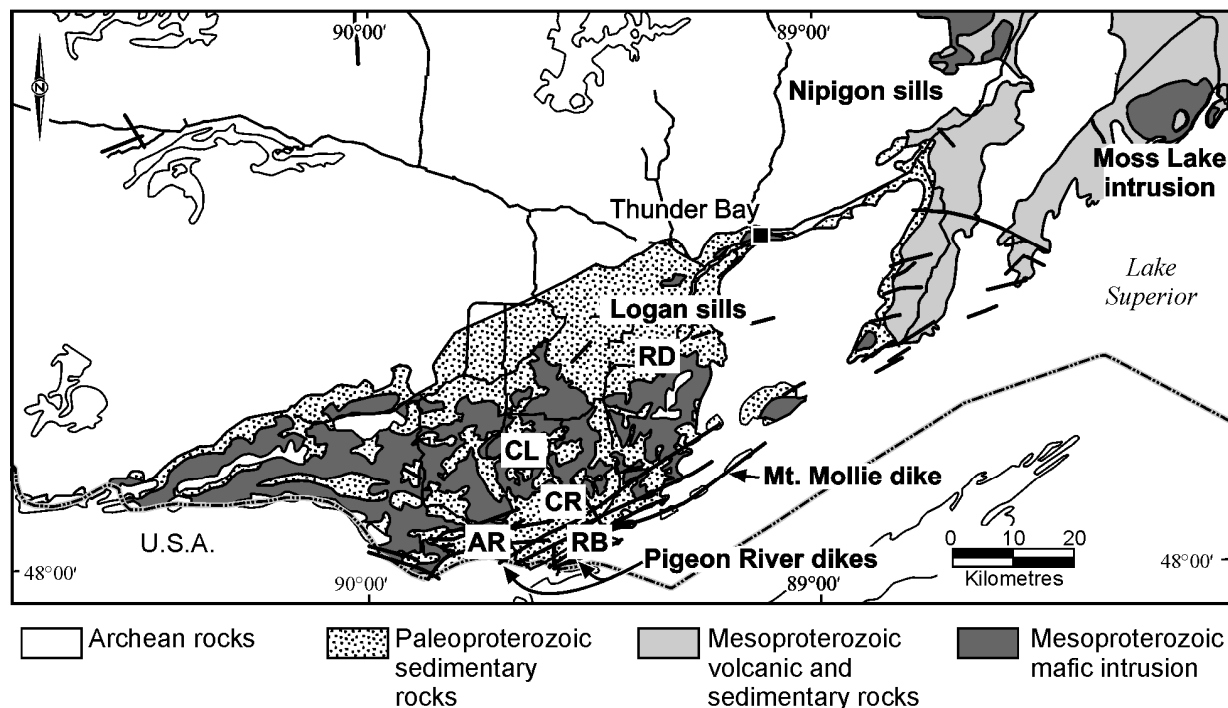 90°00'
89°00'
N
Nipigon sills
Moss Lake
intrusion
Thunder Bay
Lake
Superior
Logan sills
RD
CL
Mt. Mollie dike
CR
U.S.A.
AR
RB
Pigeon River dikes
0 10 20
Kilometres
48°00'
48°00'
90°00'
89°00'
Archean rocks
Paleoproterozoic
sedimentary
rocks
Mesoproterozoic
volcanic and
sedimentary rocks
Mesoproterozoic
mafic intrusion